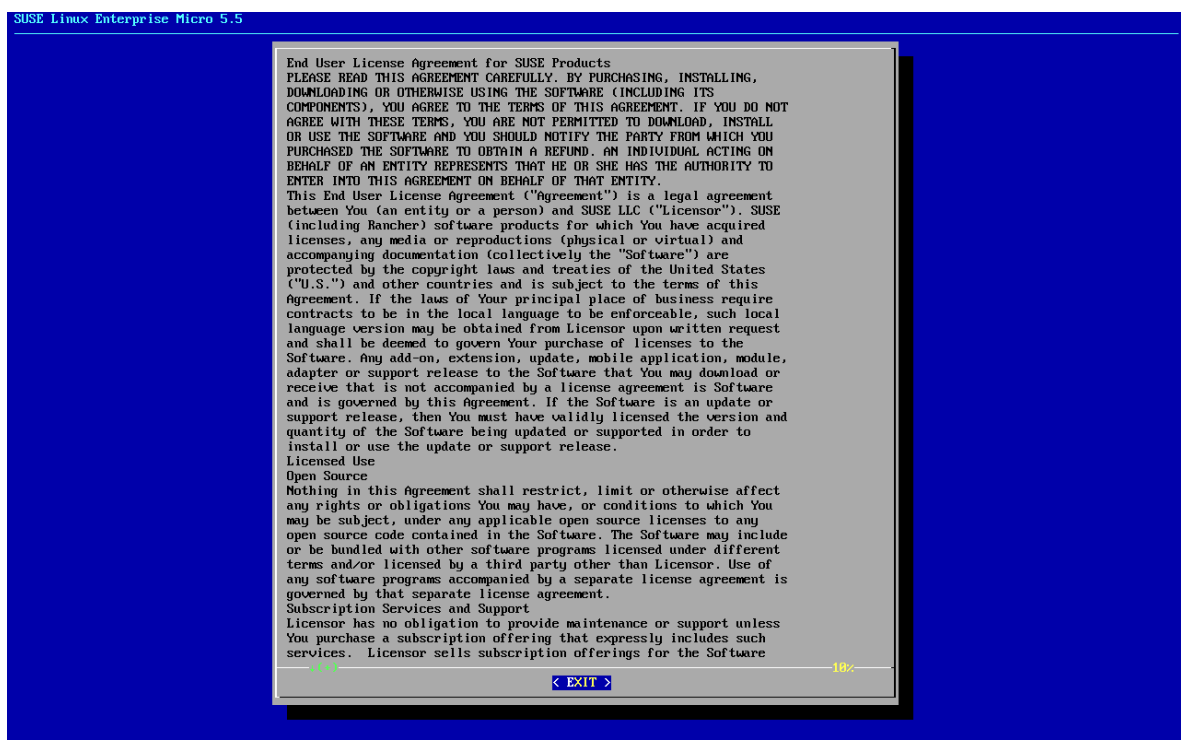 SUSE Linux Enterprise Micro 5.5
End User License Agreement for SUSE Products
PLEASE READ THIS AGREEMENT CAREFULLY. BY PURCHASING, INSTALLING,
DOWNLOADING OR OTHERWISE USING THE SOFTWARE (INCLUDING ITS
COMPONENTS), YOU AGREE TO THE TERMS OF THIS AGREEMENT. IF YOU DO NOT
AGREE WITH THESE TERMS, YOU ARE NOT PERMITTED TO DOWNLOAD, INSTALL
OR USE THE SOFTWARE AND YOU SHOULD NOTIFY THE PARTY FROM WHICH YOU
PURCHASED THE SOFTWARE TO OBTAIN A REFUND. AN INDIVIDUAL ACTING ON
BEHALF OF AN ENTITY REPRESENTS THAT HE OR SHE HAS THE AUTHORITY TO
ENTER INTO THIS AGREEMENT ON BEHALF OF THAT ENTITY.
This End User License Agreement ("Agreement") is a legal agreement
between You (an entity or a person) and SUSE LLC ("Licensor"). SUSE
(including Rancher) software products for which You have acquired
licenses, any media or reproductions (physical or virtual) and
accompanying documentation (collectively the "Software") are
protected by the copyright laws and treaties of the United States
("U.S.") and other countries and is subject to the terms of this
Agreement. If the laws of Your principal place of business require
contracts to be in the local language to be enforceable, such local
language version may be obtained from Licensor upon written request
and shall be deemed to govern Your purchase of licenses to the
Software. Any add-on, extension, update, mobile application, module,
adapter or support release to the Software that You may download or
receive that is not accompanied by a license agreement is Software
and is governed by this Agreement. If the Software is an update or
support release, then You must have validly licensed the version and
quantity of the Software being updated or supported in order to
install or use the update or support release.
Licensed Use
Open Source
Nothing in this Agreement shall restrict, limit or otherwise affect
any rights or obligations You may have, or conditions to which You
may be subject, under any applicable open source licenses to any
open source code contained in the Software. The Software may include
or be bundled with other software programs licensed under different
terms and/or licensed by a third party other than Licensor. Use of
any software programs accompanied by a separate license agreement is
governed by that separate license agreement.
Subscription Services and Support
Licensor has no obligation to provide maintenance or support unless
You purchase a subscription offering that expressly includes such
services.  Licensor sells subscription offerings for the Software
↓(+)
10%
< EXIT >